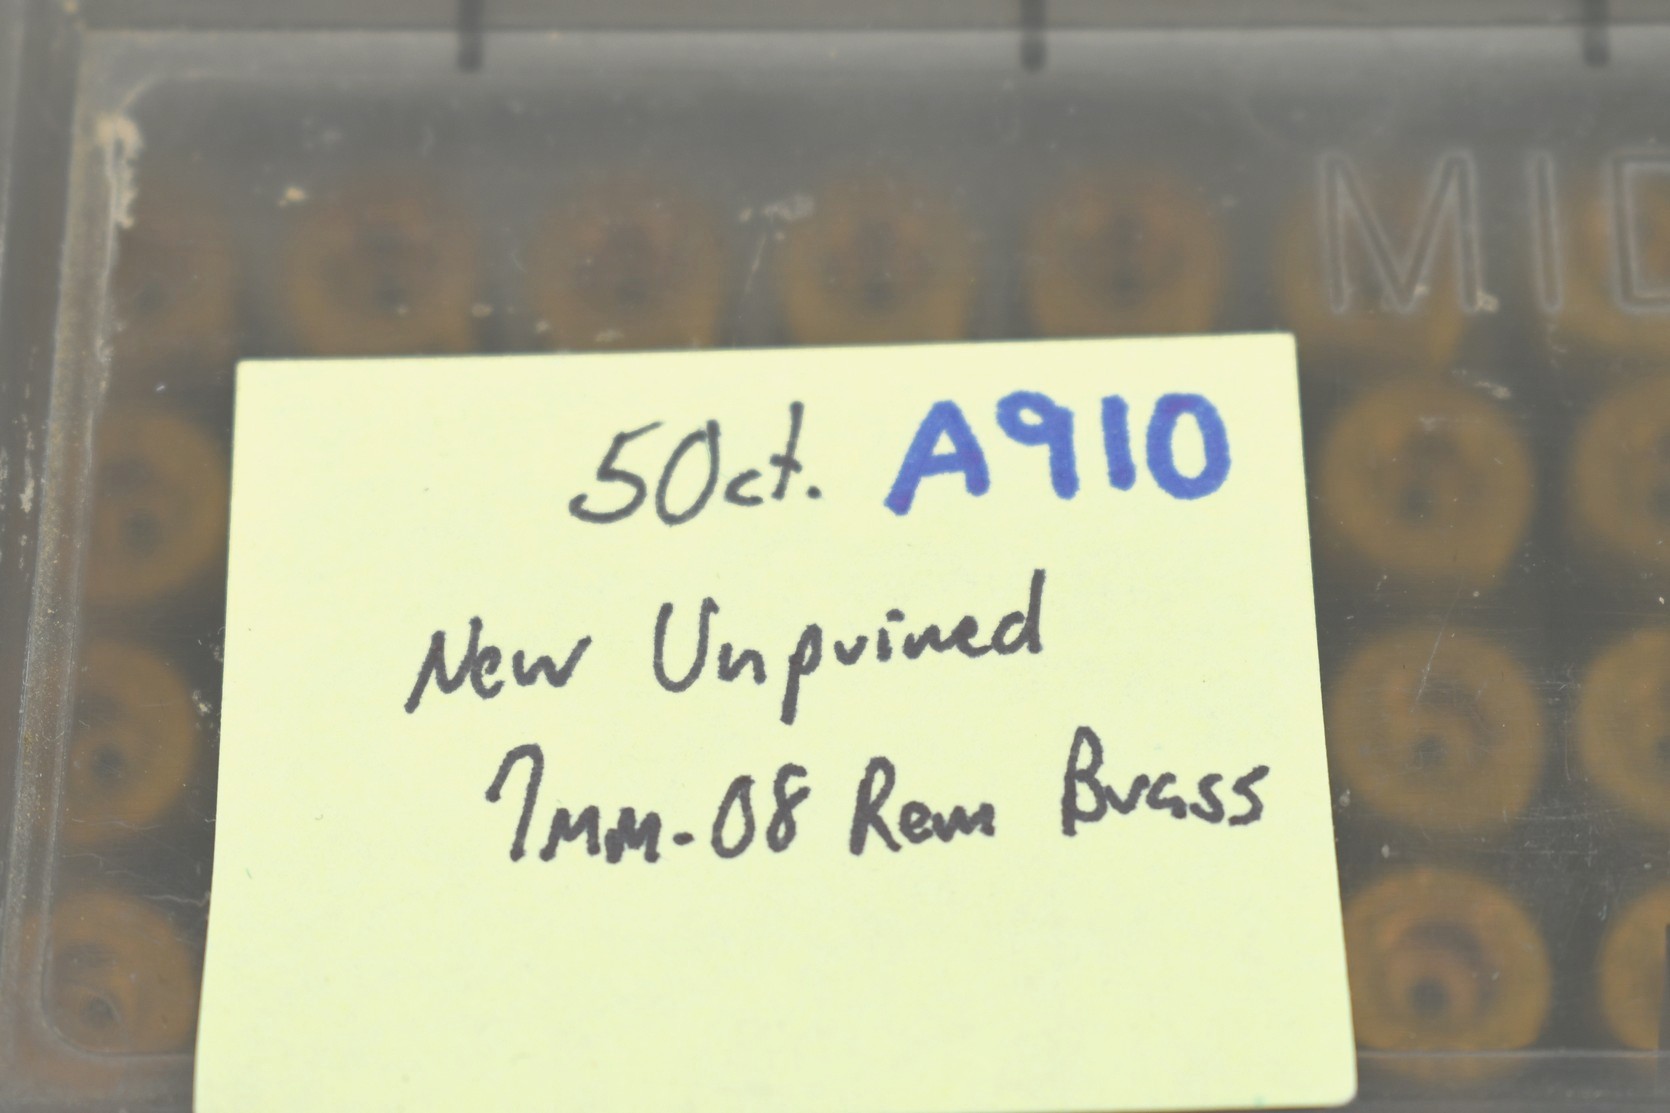 MID
50ct. A910
New Unprimed
7mm-08 Rem Brass